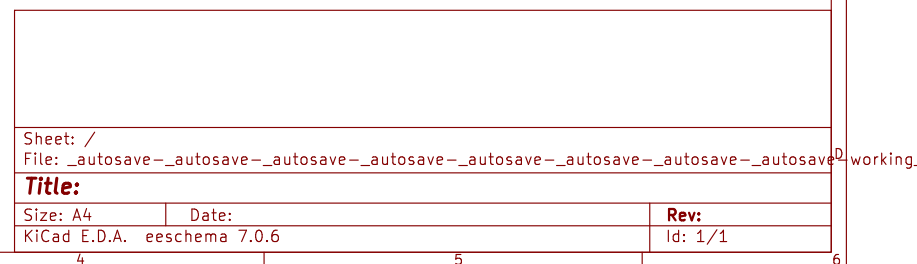 Sheet: /
File: _autosave-_autosave-_autosave-_autosave-_autosave-_autosave-_autosave-_autosave-working_
D
Title:
Size: A4 Date: Rev:
KiCad E.D.A. eeschema 7.0.6 Id: 1/1
4 5 6